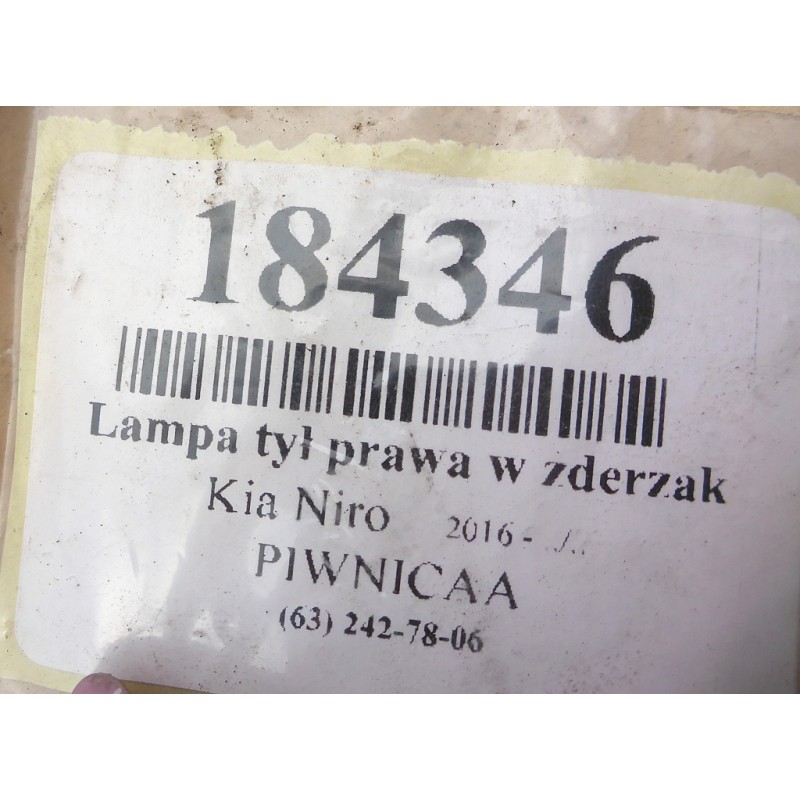 184346
Lampa tył prawa w zderzak
Kia Niro 2016 - ./..
PIWNICAA
(63) 242-78-06